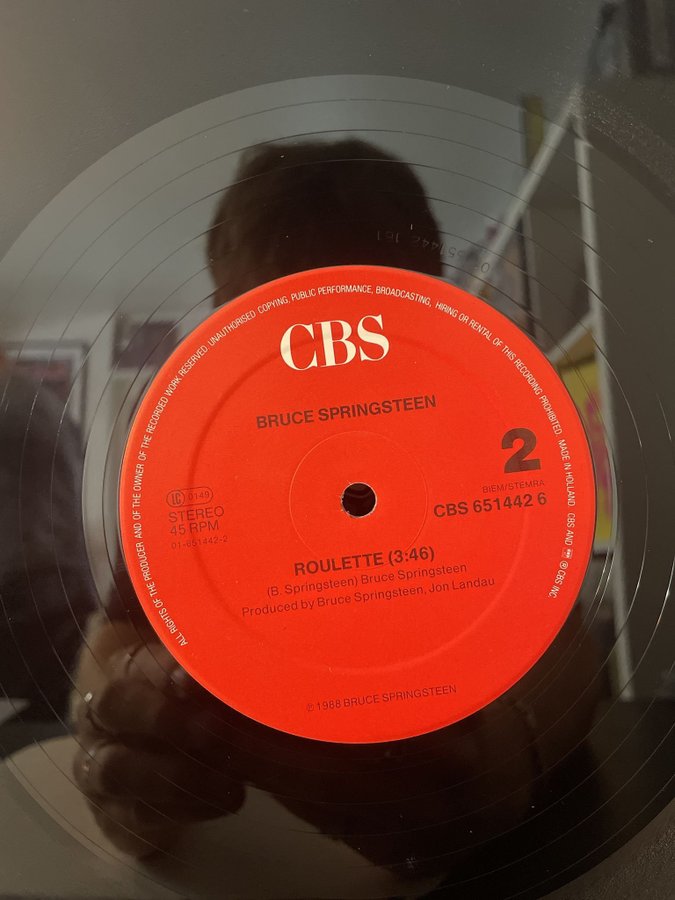 ALL RIGHTS OF THE PRODUCER AND OF THE OWNER OF THE RECORDED WORK RESERVED. UNAUTHORISED COPYING, PUBLIC PERFORMANCE, BROADCASTING, HIRING OR RENTAL OF THIS RECORDING PROHIBITED. MADE IN HOLLAND. CBS AND ℗ CBS INC.
CBS
BRUCE SPRINGSTEEN
2
BIEM/STEMRA
CBS 651442 6
LC 0149
STEREO
45 RPM
01-651442-2
ROULETTE (3:46)
(B. Springsteen) Bruce Springsteen
Produced by Bruce Springsteen, Jon Landau
℗ 1988 BRUCE SPRINGSTEEN